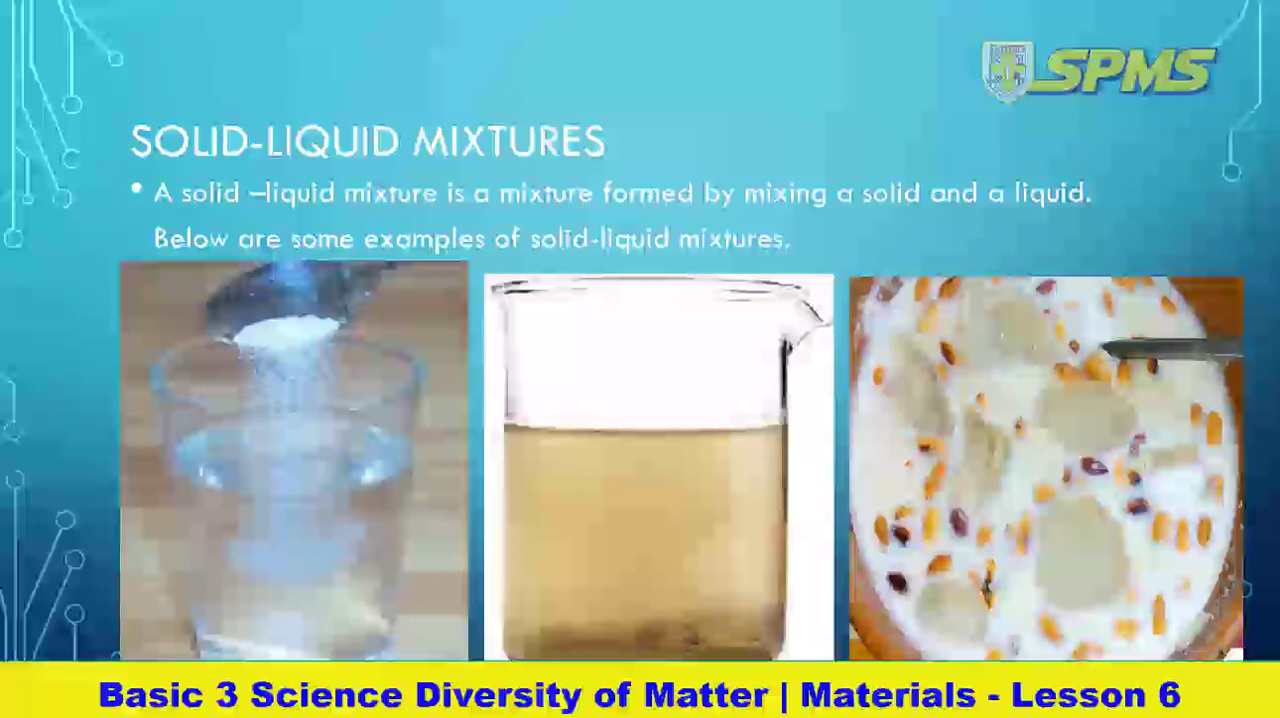 SPMS
SOLID-LIQUID MIXTURES
• A solid –liquid mixture is a mixture formed by mixing a solid and a liquid.
Below are some examples of solid-liquid mixtures.
Basic 3 Science Diversity of Matter | Materials - Lesson 6